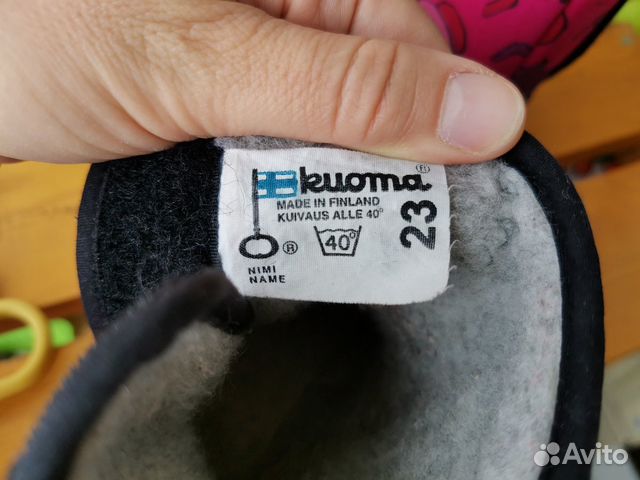 kuoma®
MADE IN FINLAND
KUIVAUS ALLE 40°
® 40°
23
NIMI
NAME
Avito